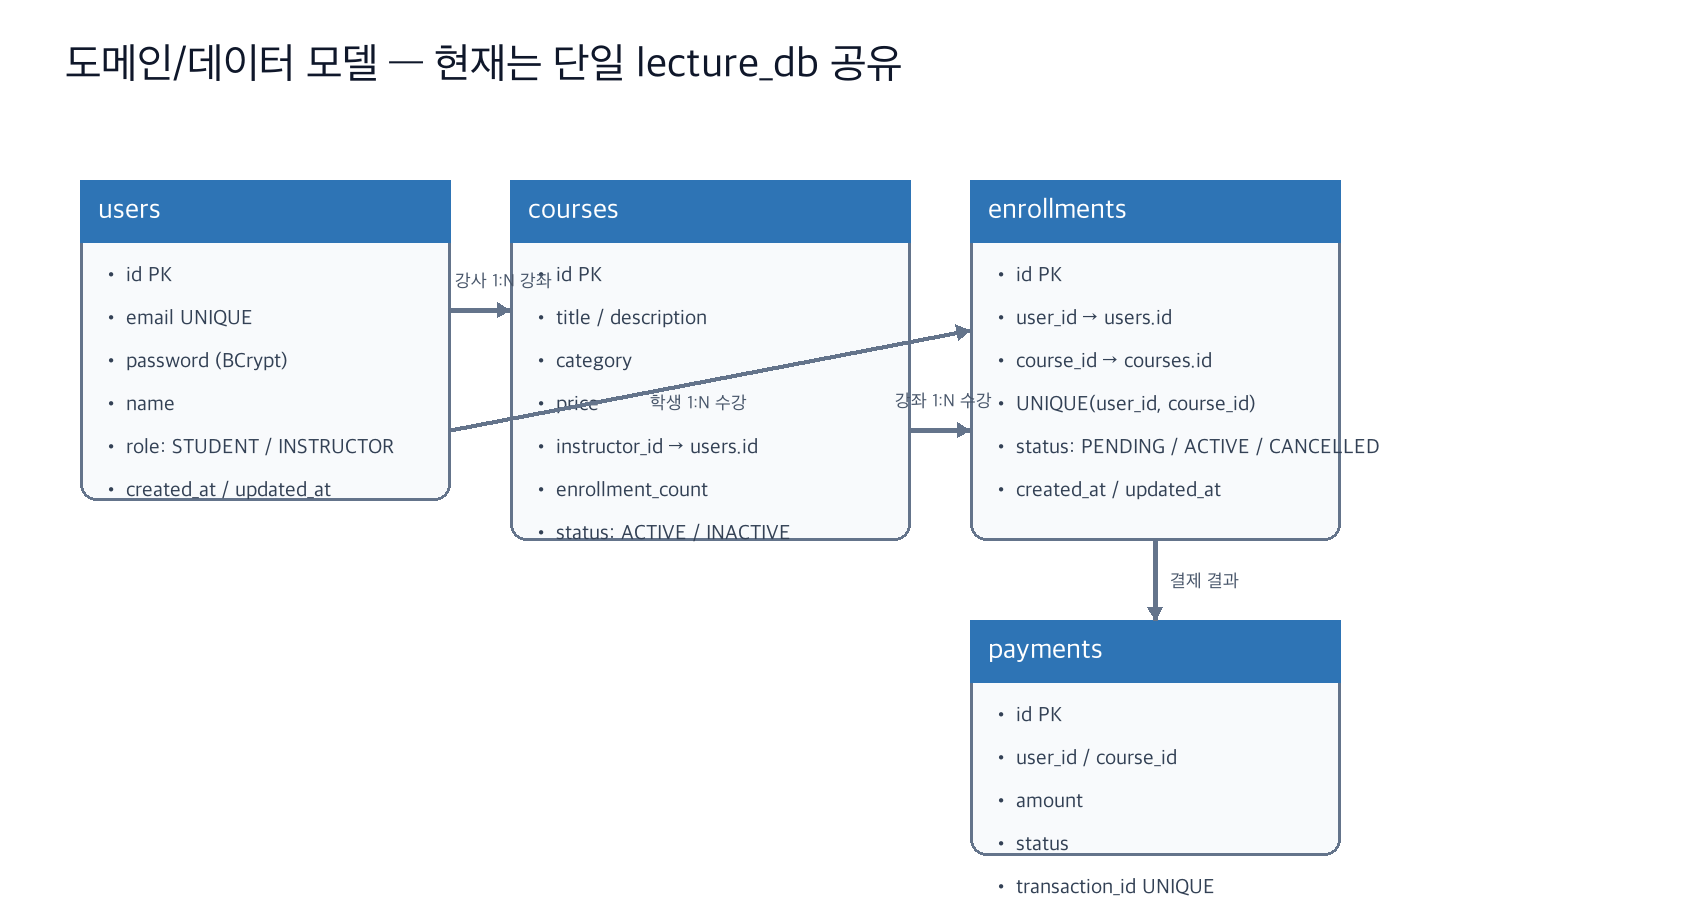 도메인/데이터 모델 — 현재는 단일 lecture_db 공유
users
• id PK
• email UNIQUE
• password (BCrypt)
• name
• role: STUDENT / INSTRUCTOR
• created_at / updated_at
강사 1:N 강좌
courses
• id PK
• title / description
• category
• price
• instructor_id → users.id
• enrollment_count
• status: ACTIVE / INACTIVE
학생 1:N 수강
강좌 1:N 수강
enrollments
• id PK
• user_id → users.id
• course_id → courses.id
• UNIQUE(user_id, course_id)
• status: PENDING / ACTIVE / CANCELLED
• created_at / updated_at
결제 결과
payments
• id PK
• user_id / course_id
• amount
• status
• transaction_id UNIQUE